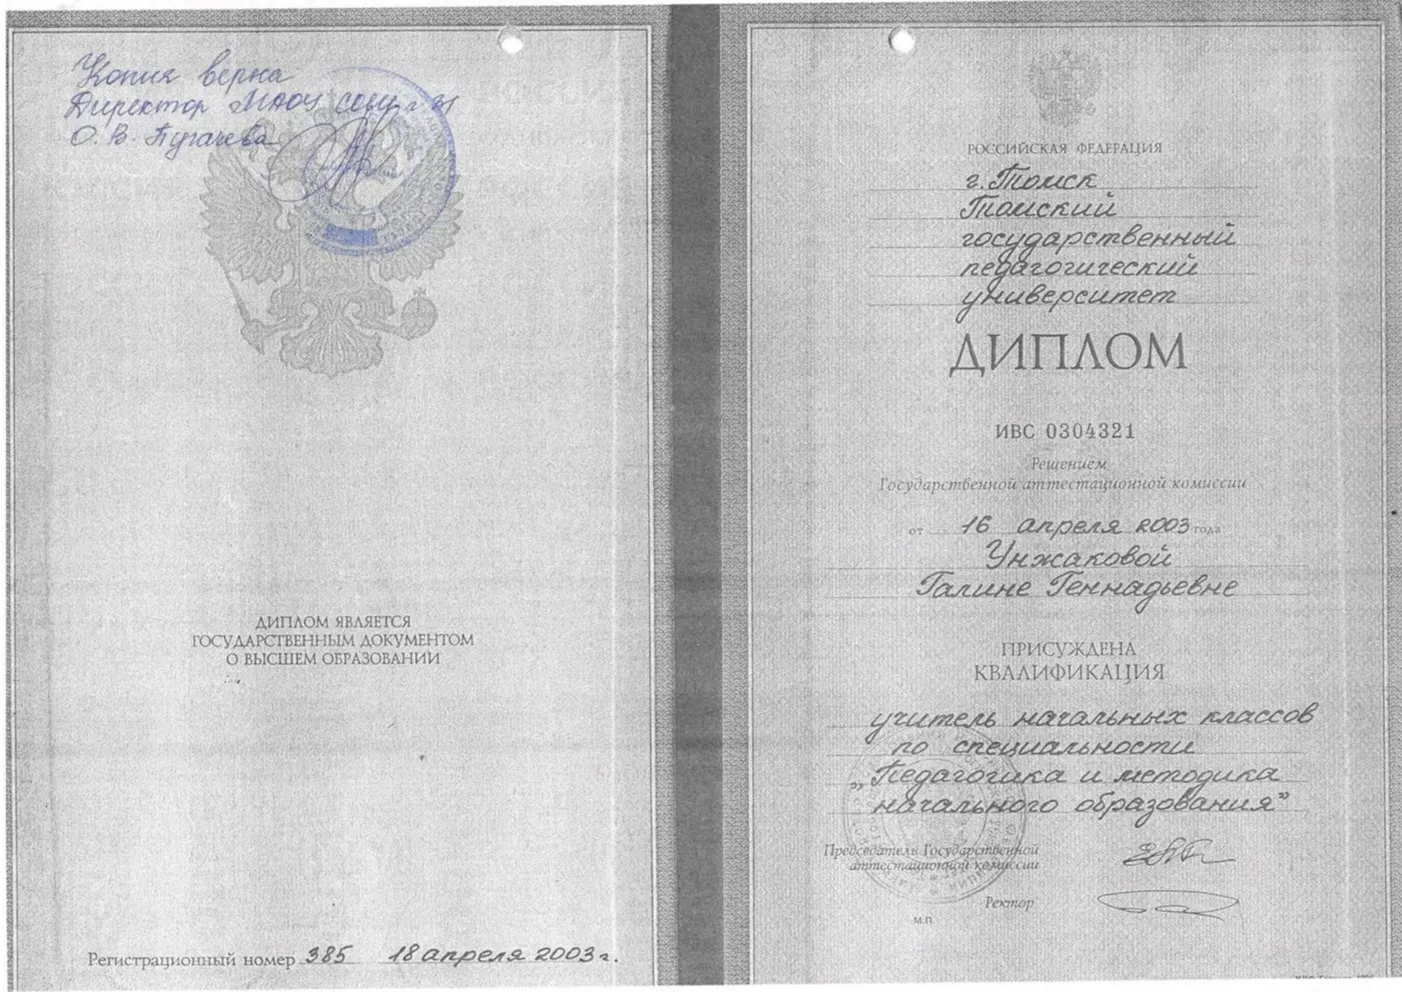 Копия верна
Директор МАОУ СОШ
О. В. Пугачева
ДИПЛОМ ЯВЛЯЕТСЯ
ГОСУДАРСТВЕННЫМ ДОКУМЕНТОМ
О ВЫСШЕМ ОБРАЗОВАНИИ
Регистрационный номер 385 18 апреля 2003 г.
РОССИЙСКАЯ ФЕДЕРАЦИЯ
г. Томск
Томский
государственный
педагогический
университет
ДИПЛОМ
ИВС 0304321
Решением
Государственной аттестационной комиссии
от 16 апреля 2003 года
Унжаковой
Галине Геннадьевне
ПРИСУЖДЕНА
КВАЛИФИКАЦИЯ
учитель начальных классов
по специальности
„Педагогика и методика
начального образования”
Председатель Государственной
аттестационной комиссии
Ректор
М.П.